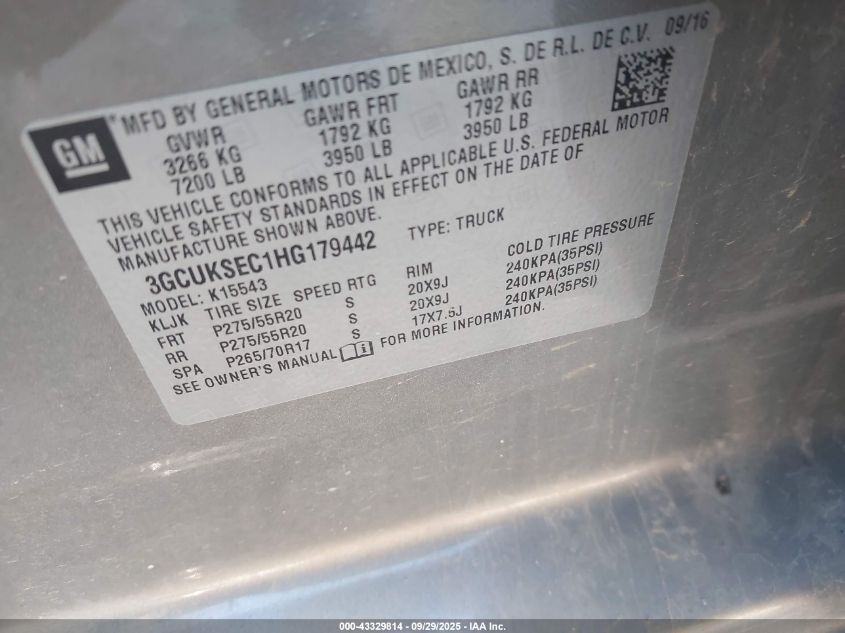 GM
® MFD BY GENERAL MOTORS DE MEXICO, S. DE R.L. DE C.V. 09/16
GVWR GAWR FRT GAWR RR
3266 KG 1792 KG 1792 KG
7200 LB 3950 LB 3950 LB
THIS VEHICLE CONFORMS TO ALL APPLICABLE U.S. FEDERAL MOTOR
VEHICLE SAFETY STANDARDS IN EFFECT ON THE DATE OF
MANUFACTURE SHOWN ABOVE.
3GCUKSEC1HG179442 TYPE: TRUCK
MODEL: K15543
KLJK TIRE SIZE SPEED RTG RIM COLD TIRE PRESSURE
FRT P275/55R20 S 20X9J 240KPA(35PSI)
RR P275/55R20 S 20X9J 240KPA(35PSI)
SPA P265/70R17 S 17X7.5J 240KPA(35PSI)
SEE OWNER'S MANUAL FOR MORE INFORMATION.
000-43329814 / 09/29/2025 - IAA Inc.